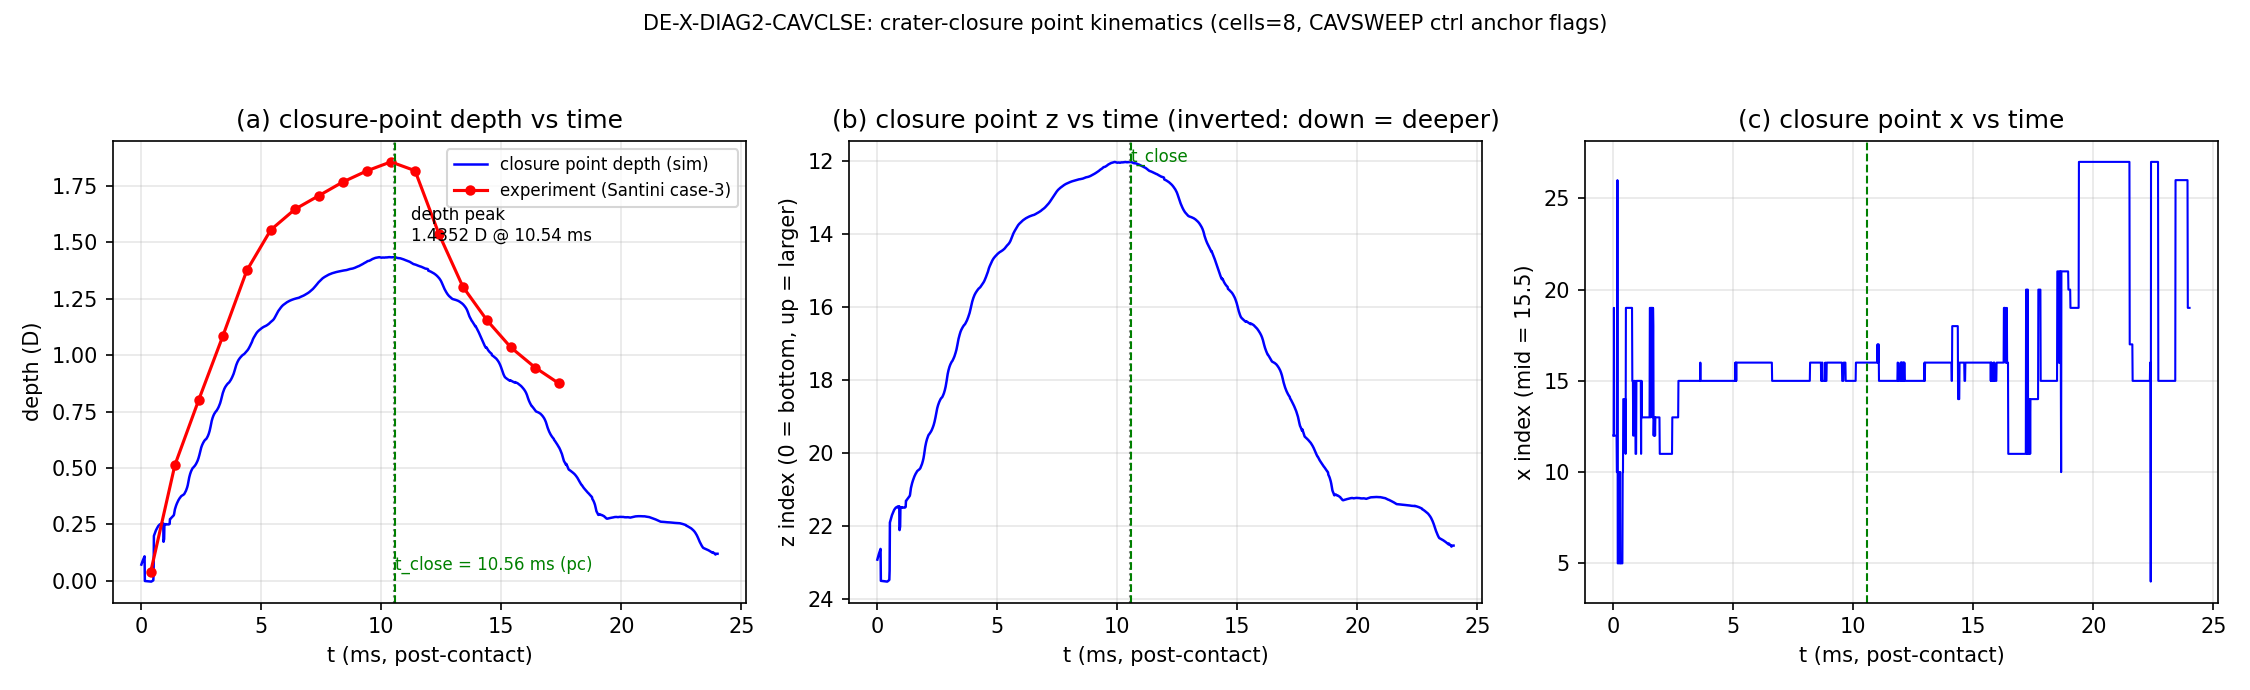 DE-X-DIAG2-CAVCLSE: crater-closure point kinematics (cells=8, CAVSWEEP ctrl anchor flags)
(a) closure-point depth vs time
closure point depth (sim)
experiment (Santini case-3)
depth peak
1.4352 D @ 10.54 ms
t_close = 10.56 ms (pc)
depth (D)
1.75
1.50
1.25
1.00
0.75
0.50
0.25
0.00
0 5 10 15 20 25
t (ms, post-contact)
(b) closure point z vs time (inverted: down = deeper)
t_close
z index (0 = bottom, up = larger)
12
14
16
18
20
22
24
0 5 10 15 20 25
t (ms, post-contact)
(c) closure point x vs time
x index (mid = 15.5)
25
20
15
10
5
0 5 10 15 20 25
t (ms, post-contact)